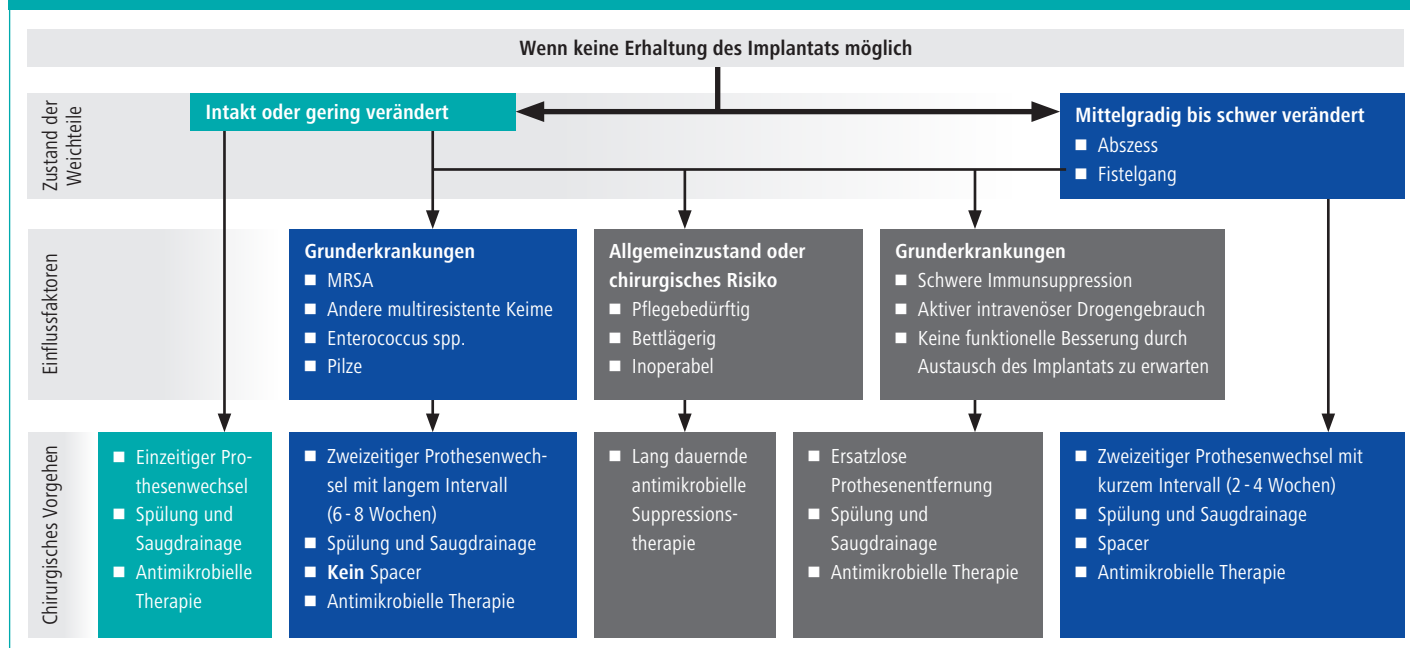 Wenn keine Erhaltung des Implantats möglich
Zustand der
Weichteile
Intakt oder gering verändert
Mittelgradig bis schwer verändert
■ Abszess
■ Fistelgang
Einflussfaktoren
Grunderkrankungen
■ MRSA
■ Andere multiresistente Keime
■ Enterococcus spp.
■ Pilze
Allgemeinzustand oder
chirurgisches Risiko
■ Pflegebedürftig
■ Bettlägerig
■ Inoperabel
Grunderkrankungen
■ Schwere Immunsuppression
■ Aktiver intravenöser Drogengebrauch
■ Keine funktionelle Besserung durch
Austausch des Implantats zu erwarten
Chirurgisches Vorgehen
■ Einzeitiger Pro-
thesenwechsel
■ Spülung und
Saugdrainage
■ Antimikrobielle
Therapie
■ Zweizeitiger Prothesenwech-
sel mit langem Intervall
(6 - 8 Wochen)
■ Spülung und Saugdrainage
■ Kein Spacer
■ Antimikrobielle Therapie
■ Lang dauernde
antimikrobielle
Suppressions-
therapie
■ Ersatzlose
Prothesenentfernung
■ Spülung und
Saugdrainage
■ Antimikrobielle Therapie
■ Zweizeitiger Prothesenwechsel mit
kurzem Intervall (2 - 4 Wochen)
■ Spülung und Saugdrainage
■ Spacer
■ Antimikrobielle Therapie